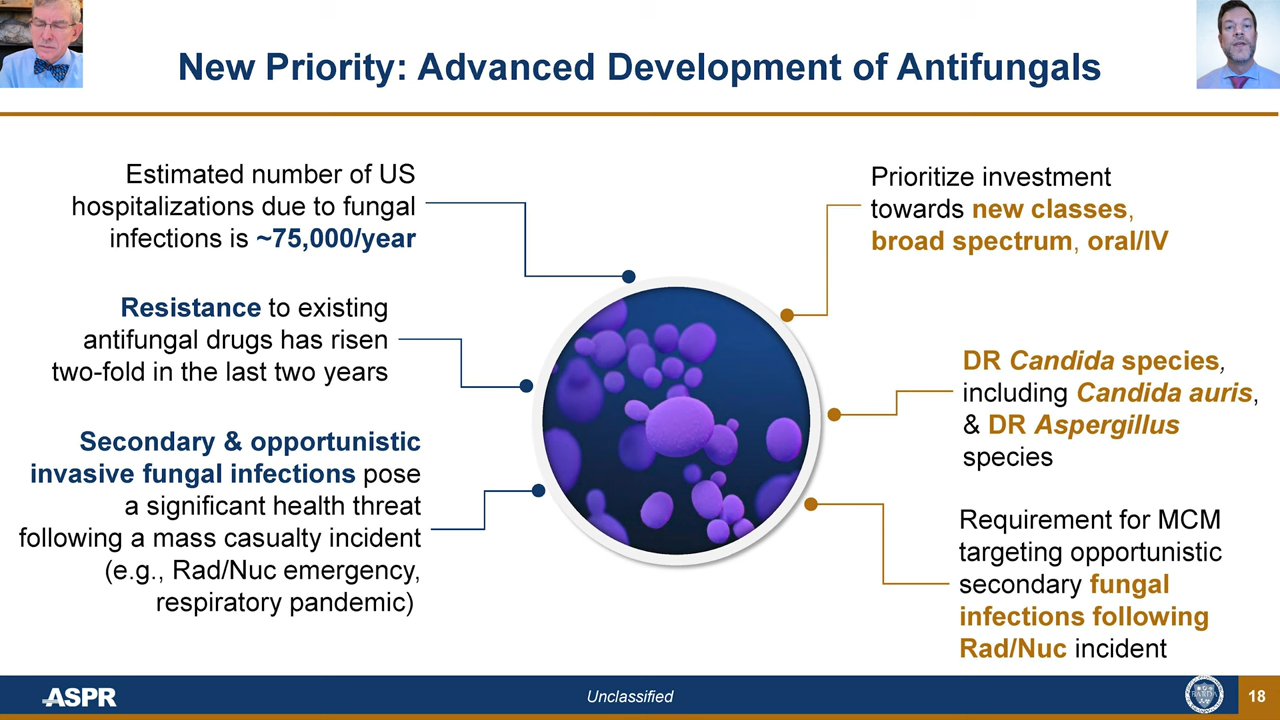 New Priority: Advanced Development of Antifungals
Estimated number of US
hospitalizations due to fungal
infections is ~75,000/year
Resistance to existing
antifungal drugs has risen
two-fold in the last two years
Secondary & opportunistic
invasive fungal infections pose
a significant health threat
following a mass casualty incident
(e.g., Rad/Nuc emergency,
respiratory pandemic)
Prioritize investment
towards new classes,
broad spectrum, oral/IV
DR Candida species,
including Candida auris,
& DR Aspergillus
species
Requirement for MCM
targeting opportunistic
secondary fungal
infections following
Rad/Nuc incident
ASPR
Unclassified
BARDA
18